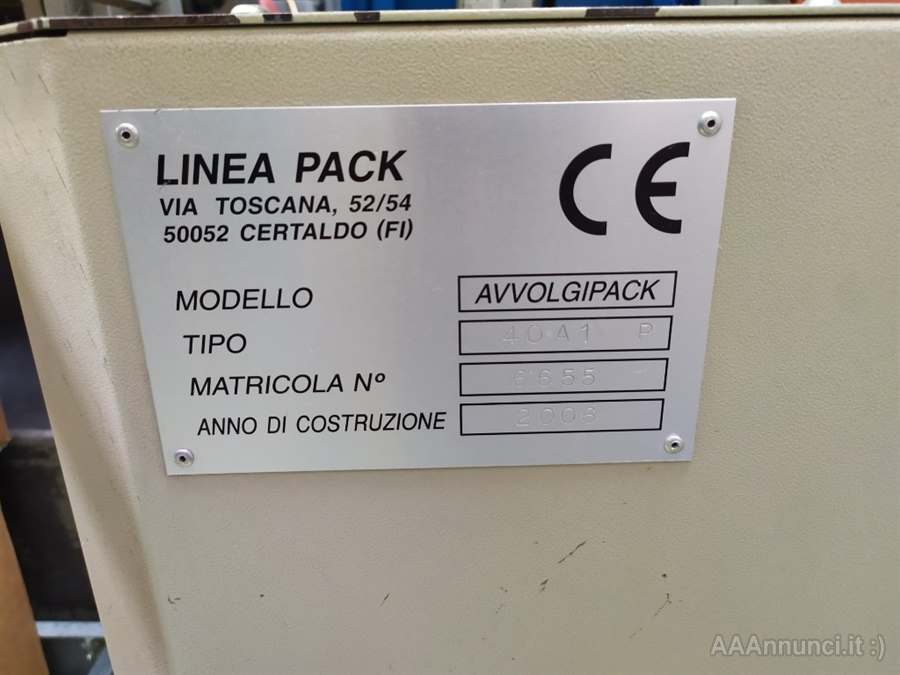 LINEA PACK
VIA TOSCANA, 52/54
50052 CERTALDO (FI)
CE
MODELLO AVVOLGIPACK
TIPO 40A1 P
MATRICOLA Nº
ANNO DI COSTRUZIONE
AAAnnunci.it :)